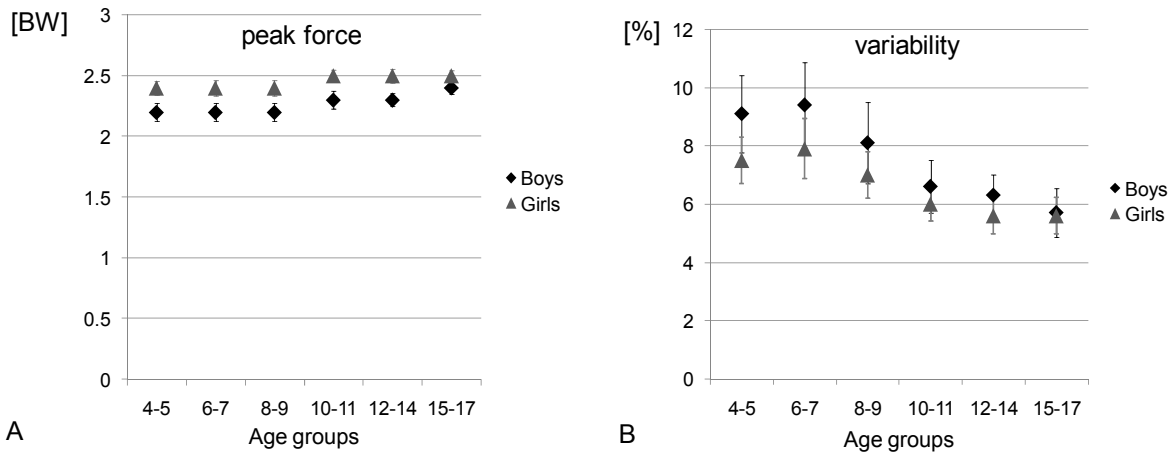 [BW]
peak force
3
2.5
2
1.5
1
0.5
0
4-5 6-7 8-9 10-11 12-14 15-17
Age groups
Boys
Girls
A
[%]
variability
12
10
8
6
4
2
0
4-5 6-7 8-9 10-11 12-14 15-17
Age groups
Boys
Girls
B